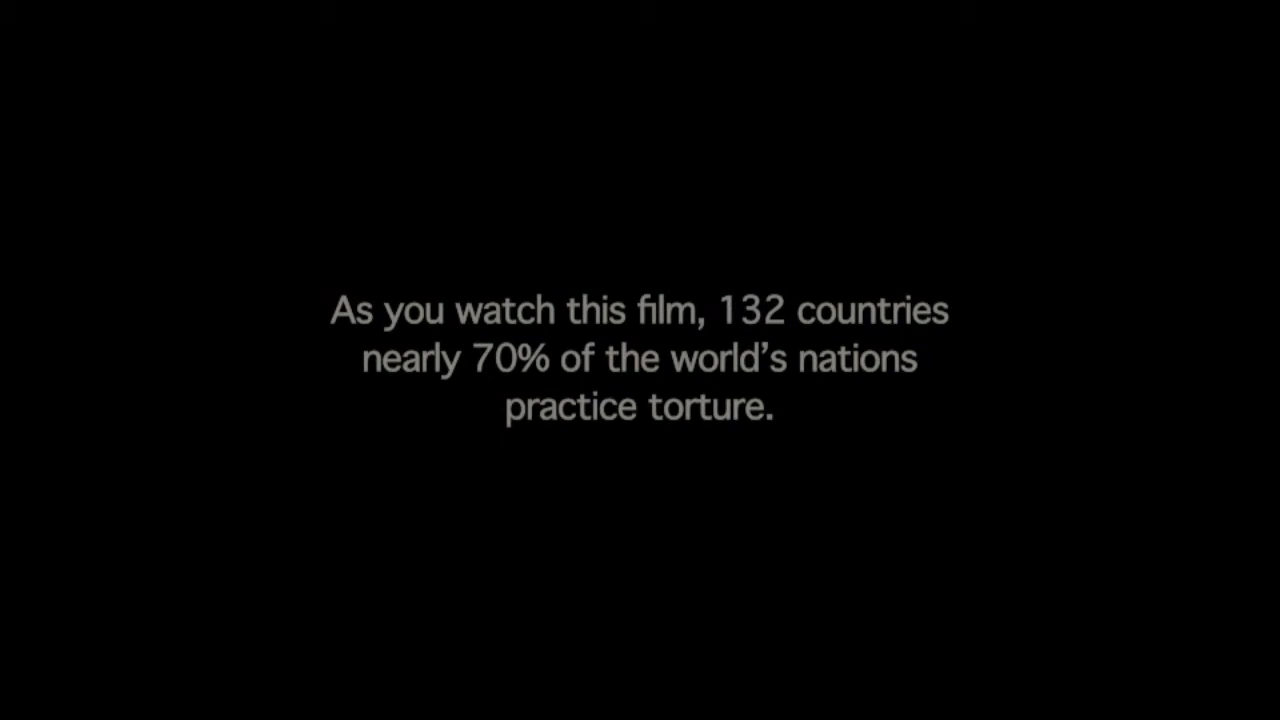 As you watch this film, 132 countries
nearly 70% of the world’s nations
practice torture.